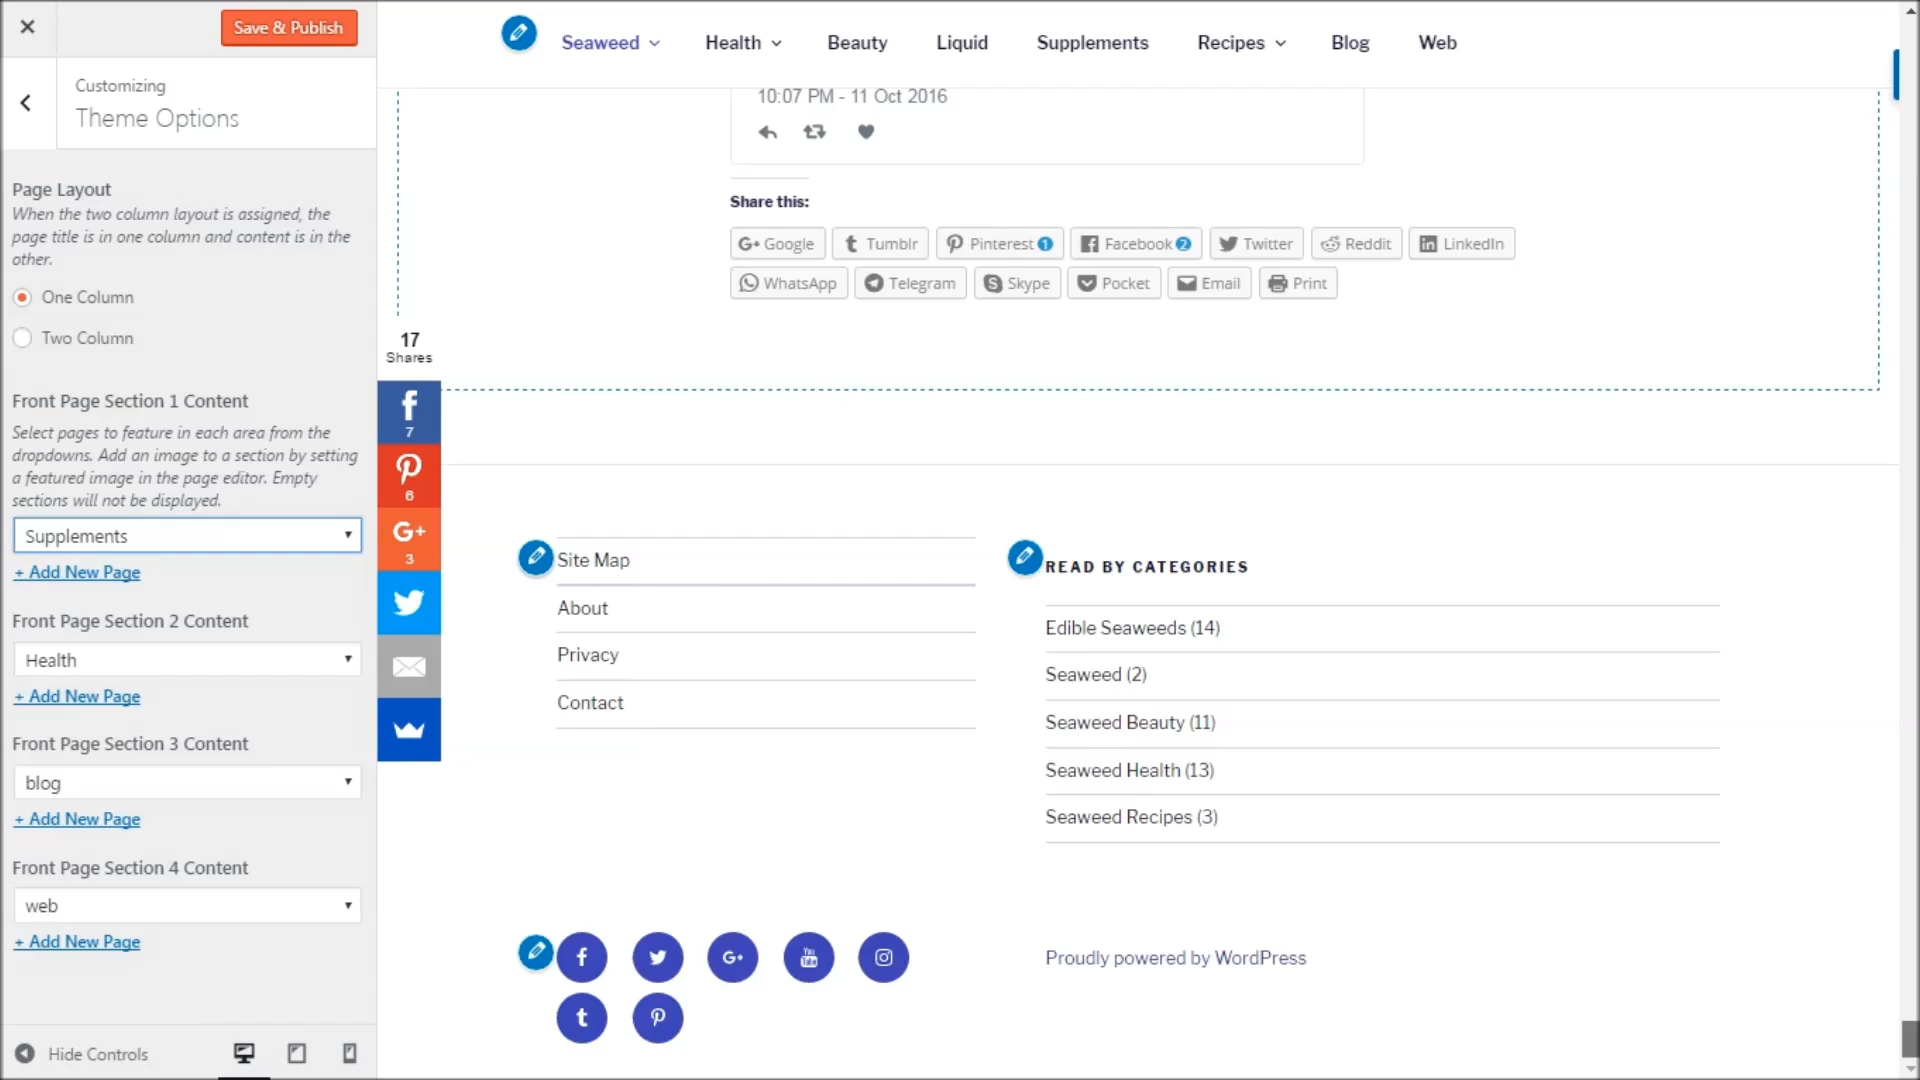 Save & Publish
Customizing
Theme Options
Page Layout
When the two column layout is assigned, the
page title is in one column and content is in the
other.
One Column
Two Column
Front Page Section 1 Content
Select pages to feature in each area from the
dropdowns. Add an image to a section by setting
a featured image in the page editor. Empty
sections will not be displayed.
Supplements
+ Add New Page
Front Page Section 2 Content
Health
+ Add New Page
Front Page Section 3 Content
blog
+ Add New Page
Front Page Section 4 Content
web
+ Add New Page
Hide Controls
Seaweed Health Beauty Liquid Supplements Recipes Blog Web
10:07 PM - 11 Oct 2016
Share this:
G+ Google Tumblr Pinterest 1 Facebook 2 Twitter Reddit LinkedIn
WhatsApp Telegram Skype Pocket Email Print
17
Shares
7
6
G+
3
Site Map
About
Privacy
Contact
READ BY CATEGORIES
Edible Seaweeds (14)
Seaweed (2)
Seaweed Beauty (11)
Seaweed Health (13)
Seaweed Recipes (3)
G+ You Tube
Proudly powered by WordPress